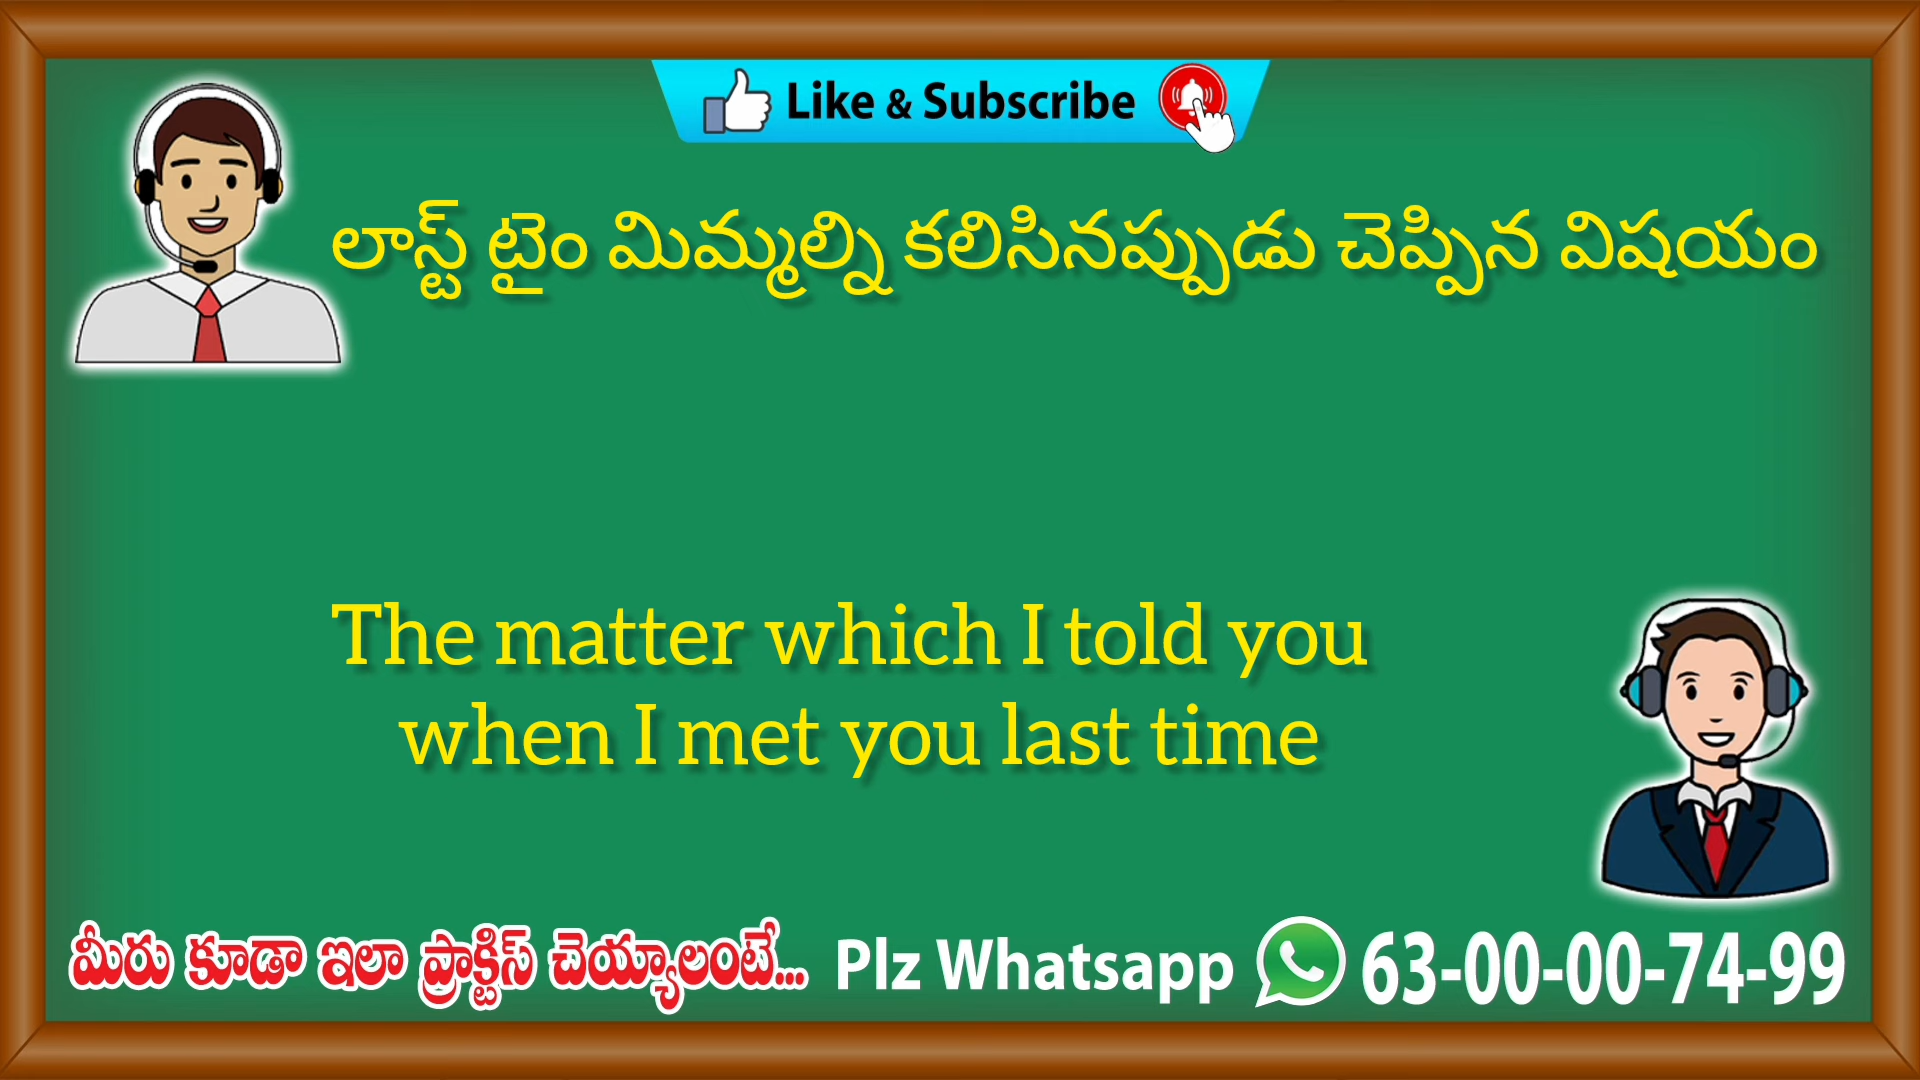 Like & Subscribe
లాస్ట్ టైం మిమ్మల్ని కలిసినప్పుడు చెప్పిన విషయం
The matter which I told you
when I met you last time
మీరు కూడా ఇలా ప్రాక్టిస్ చెయ్యాలంటే... Plz Whatsapp 63-00-00-74-99